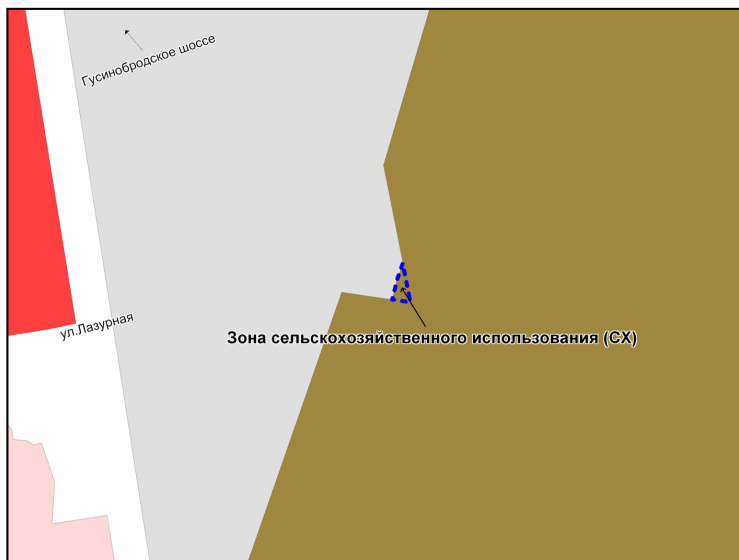 Гусинобродское шоссе
ул.Лазурная
Зона сельскохозяйственного использования (СХ)